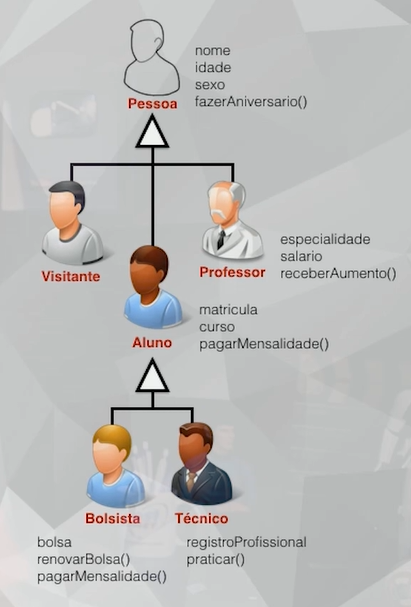 nome
idade
sexo
fazerAniversario()
Pessoa
Visitante
Professor
especialidade
salario
receberAumento()
Aluno
matricula
curso
pagarMensalidade()
Bolsista
Técnico
bolsa
renovarBolsa()
pagarMensalidade()
registroProfissional
praticar()